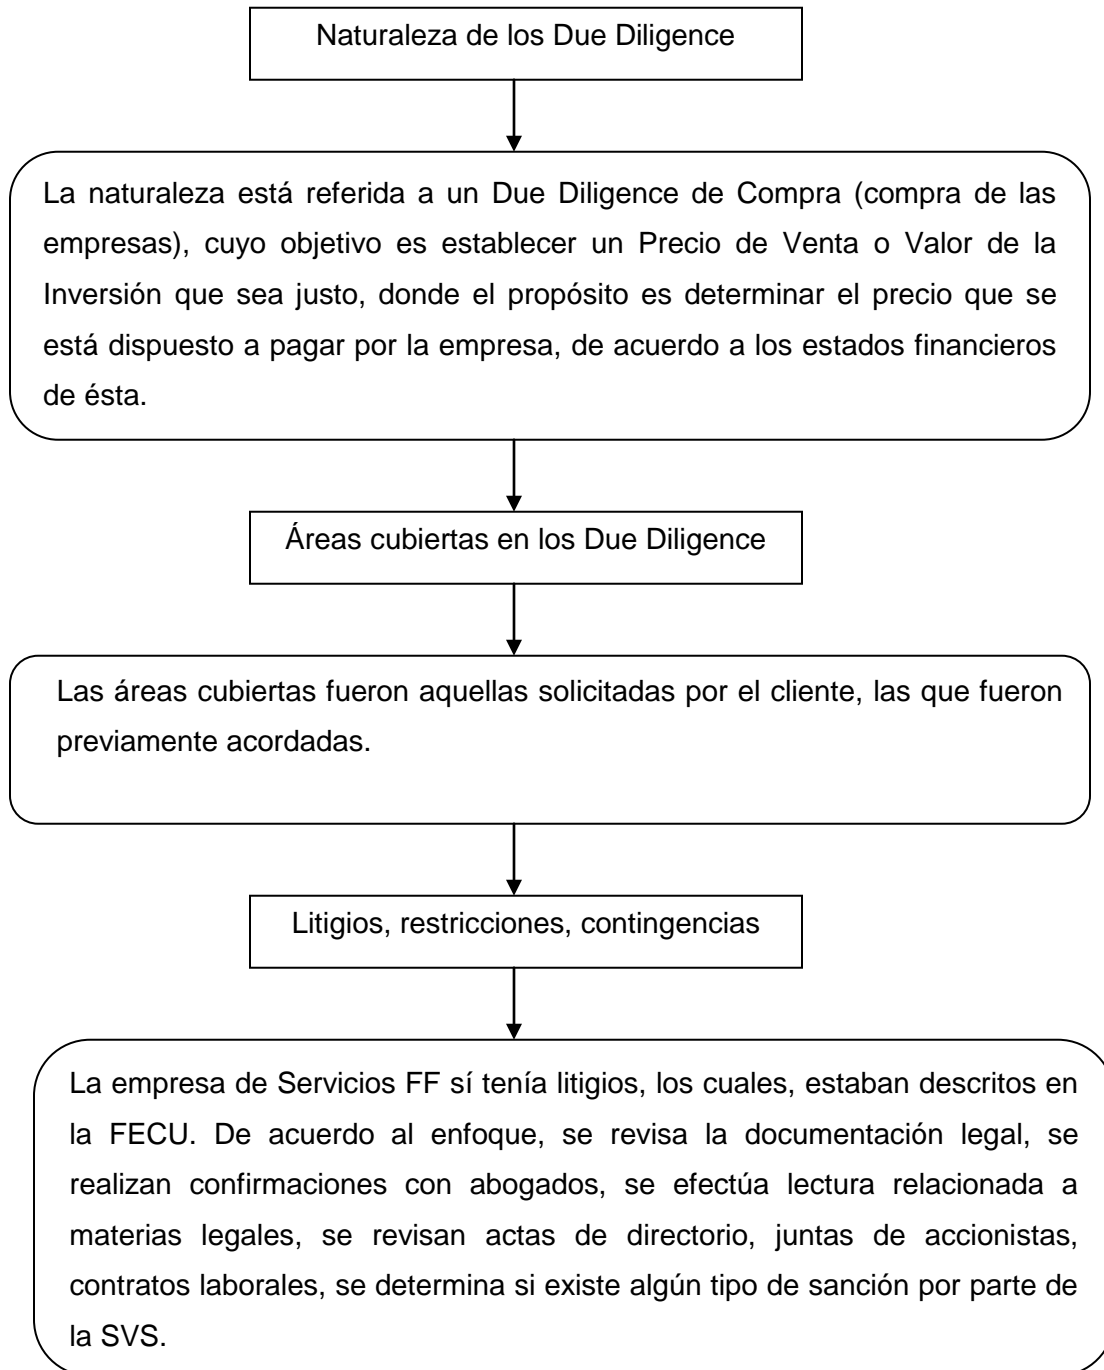 Naturaleza de los Due Diligence
La naturaleza está referida a un Due Diligence de Compra (compra de las
empresas), cuyo objetivo es establecer un Precio de Venta o Valor de la
Inversión que sea justo, donde el propósito es determinar el precio que se
está dispuesto a pagar por la empresa, de acuerdo a los estados financieros
de ésta.
Áreas cubiertas en los Due Diligence
Las áreas cubiertas fueron aquellas solicitadas por el cliente, las que fueron
previamente acordadas.
Litigios, restricciones, contingencias
La empresa de Servicios FF sí tenía litigios, los cuales, estaban descritos en
la FECU. De acuerdo al enfoque, se revisa la documentación legal, se
realizan confirmaciones con abogados, se efectúa lectura relacionada a
materias legales, se revisan actas de directorio, juntas de accionistas,
contratos laborales, se determina si existe algún tipo de sanción por parte de
la SVS.